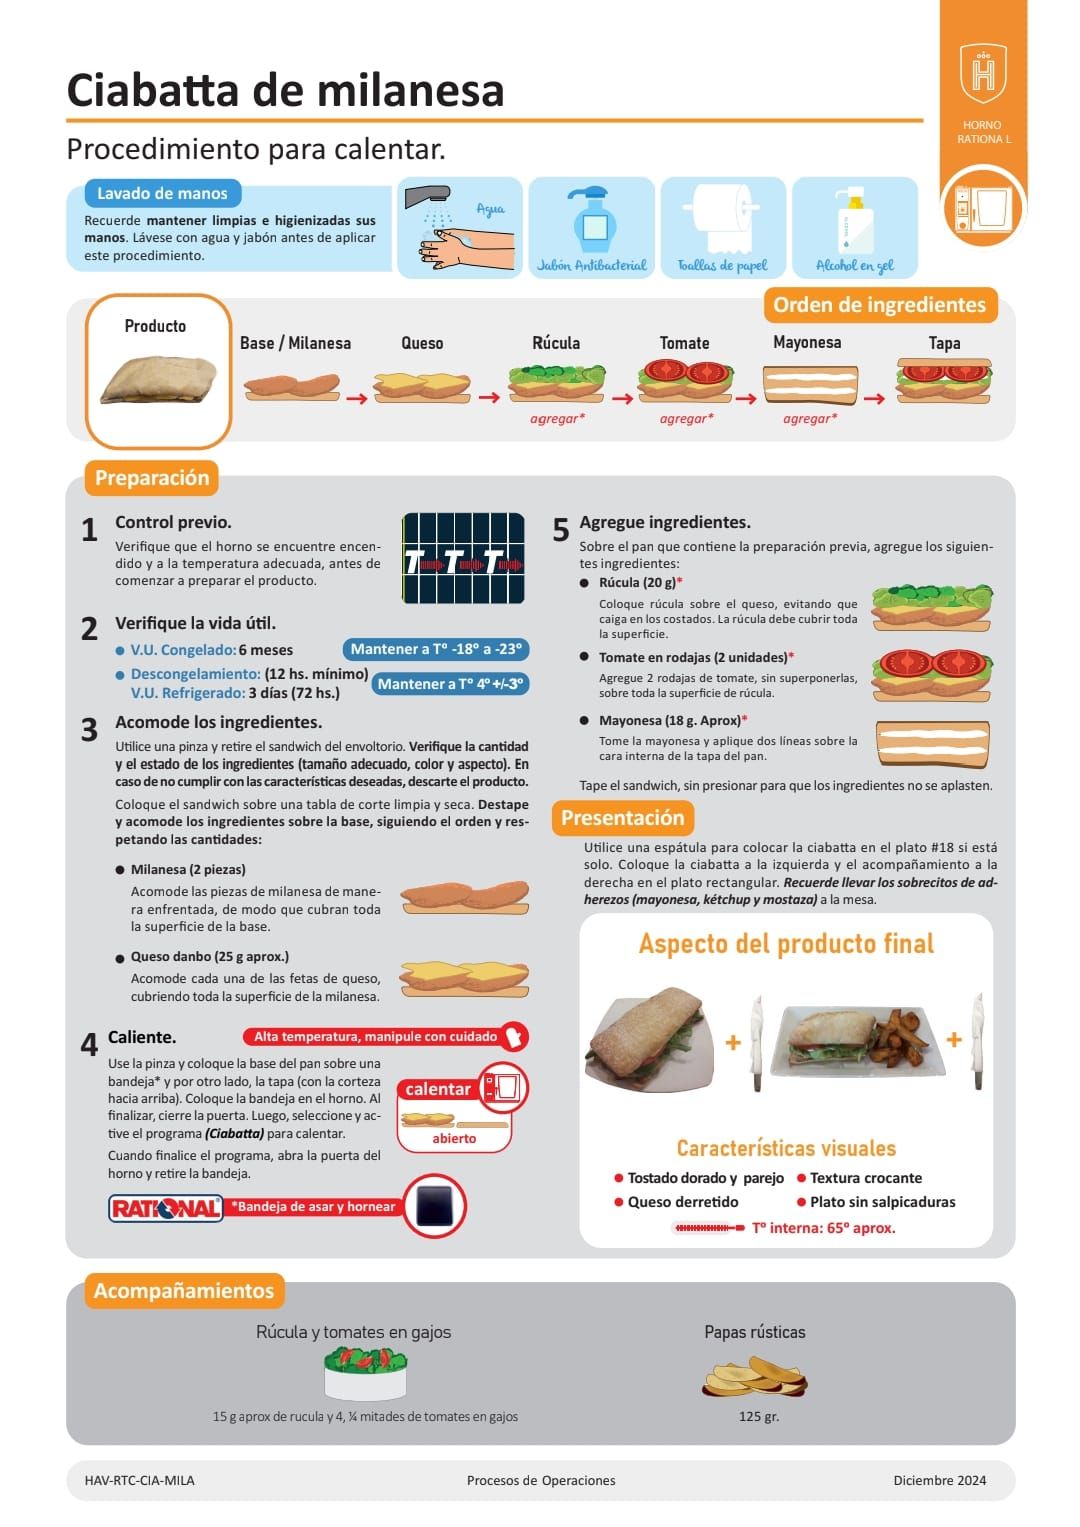 Ciabatta de milanesa
Procedimiento para calentar.
HORNO
RATIONA L
Lavado de manos
Recuerde mantener limpias e higienizadas sus
manos. Lávese con agua y jabón antes de aplicar
este procedimiento.
Agua
Jabón Antibacterial
Toallas de papel
Alcohol en gel
Orden de ingredientes
Producto
Base / Milanesa
Queso
Rúcula
Tomate
Mayonesa
Tapa
agregar*
agregar*
agregar*
Preparación
1 Control previo.
Verifique que el horno se encuentre encen-
dido y a la temperatura adecuada, antes de
comenzar a preparar el producto.
T T T
2 Verifique la vida útil.
V.U. Congelado: 6 meses
Mantener a Tº -18º a -23º
Descongelamiento: (12 hs. mínimo)
V.U. Refrigerado: 3 días (72 hs.)
Mantener a Tº 4º +/-3º
3 Acomode los ingredientes.
Utilice una pinza y retire el sandwich del envoltorio. Verifique la cantidad
y el estado de los ingredientes (tamaño adecuado, color y aspecto). En
caso de no cumplir con las características deseadas, descarte el producto.
Coloque el sandwich sobre una tabla de corte limpia y seca. Destape
y acomode los ingredientes sobre la base, siguiendo el orden y res-
petando las cantidades:
Milanesa (2 piezas)
Acomode las piezas de milanesa de mane-
ra enfrentada, de modo que cubran toda
la superficie de la base.
Queso danbo (25 g aprox.)
Acomode cada una de las fetas de queso,
cubriendo toda la superficie de la milanesa.
4 Caliente.
Alta temperatura, manipule con cuidado
Use la pinza y coloque la base del pan sobre una
bandeja* y por otro lado, la tapa (con la corteza
hacia arriba). Coloque la bandeja en el horno. Al
finalizar, cierre la puerta. Luego, seleccione y ac-
tive el programa (Ciabatta) para calentar.
Cuando finalice el programa, abra la puerta del
horno y retire la bandeja.
calentar
abierto
RATIONAL
*Bandeja de asar y hornear
5 Agregue ingredientes.
Sobre el pan que contiene la preparación previa, agregue los siguien-
tes ingredientes:
Rúcula (20 g)*
Coloque rúcula sobre el queso, evitando que
caiga en los costados. La rúcula debe cubrir toda
la superficie.
Tomate en rodajas (2 unidades)*
Agregue 2 rodajas de tomate, sin superponerlas,
sobre toda la superficie de rúcula.
Mayonesa (18 g. Aprox)*
Tome la mayonesa y aplique dos líneas sobre la
cara interna de la tapa del pan.
Tape el sandwich, sin presionar para que los ingredientes no se aplasten.
Presentación
Utilice una espátula para colocar la ciabatta en el plato #18 si está
solo. Coloque la ciabatta a la izquierda y el acompañamiento a la
derecha en el plato rectangular. Recuerde llevar los sobrecitos de ad-
herezos (mayonesa, kétchup y mostaza) a la mesa.
Aspecto del producto final
+
+
Características visuales
Tostado dorado y parejo
Textura crocante
Queso derretido
Plato sin salpicaduras
Tº interna: 65º aprox.
Acompañamientos
Rúcula y tomates en gajos
15 g aprox de rucula y 4, ¼ mitades de tomates en gajos
Papas rústicas
125 gr.
HAV-RTC-CIA-MILA
Procesos de Operaciones
Diciembre 2024